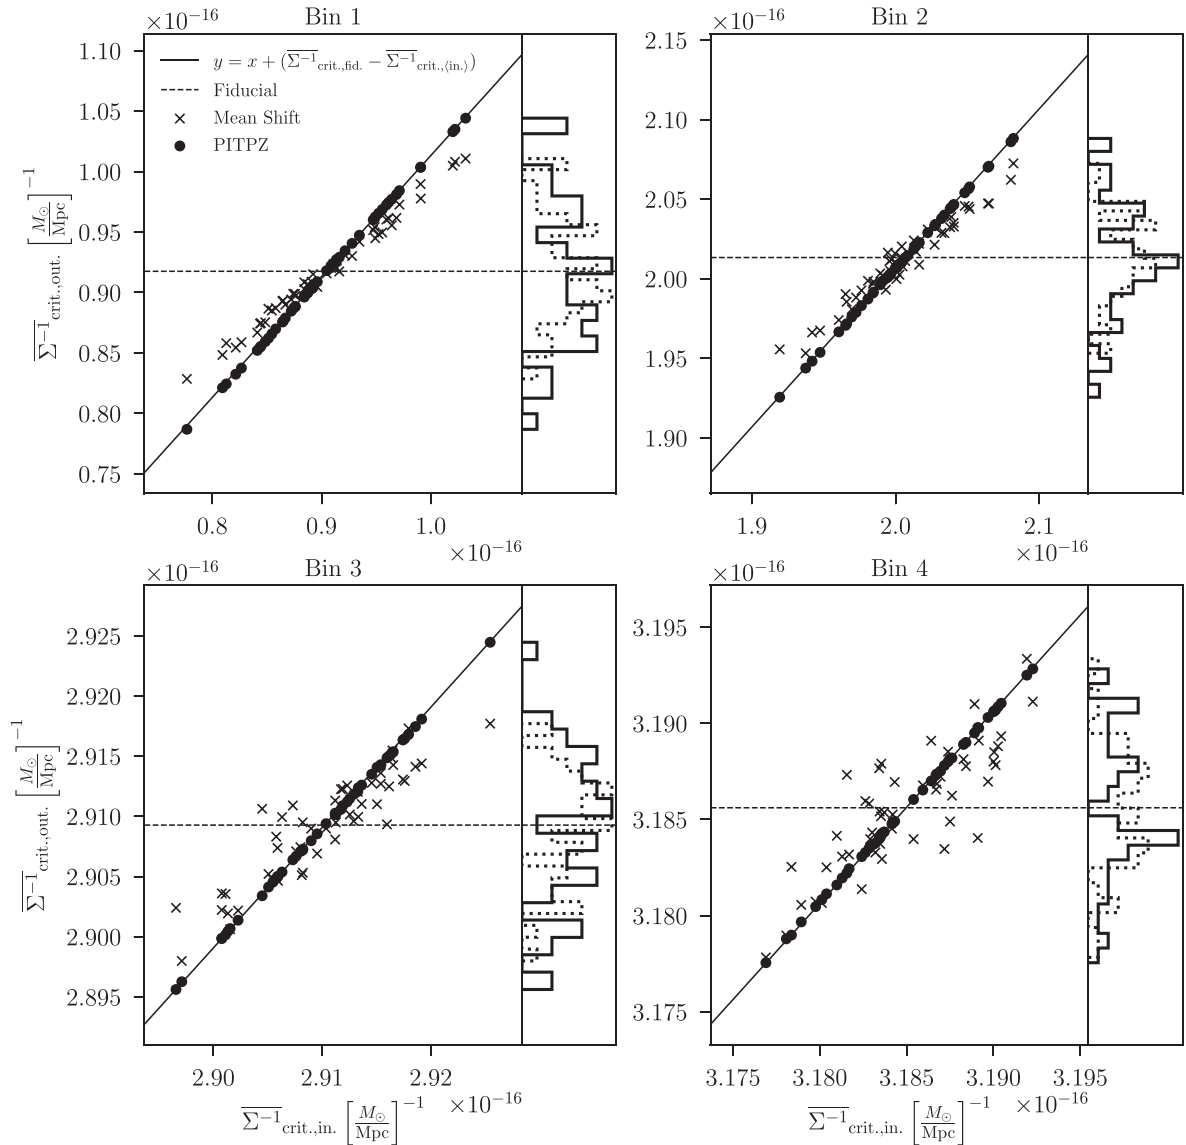 ×10⁻¹⁶ Bin 1
1.10
1.05
1.00
0.95
0.90
0.85
0.80
0.75
y = x + (Σ⁻¹crit.,fid. − Σ⁻¹crit.,⟨in.⟩)
Fiducial
Mean Shift
PITPZ
Σ⁻¹crit.,out. [M⊙/Mpc]⁻¹
0.8 0.9 1.0
×10⁻¹⁶
×10⁻¹⁶ Bin 2
2.15
2.10
2.05
2.00
1.95
1.90
1.9 2.0 2.1
×10⁻¹⁶
×10⁻¹⁶ Bin 3
2.925
2.920
2.915
2.910
2.905
2.900
2.895
Σ⁻¹crit.,out. [M⊙/Mpc]⁻¹
2.90 2.91 2.92
Σ⁻¹crit.,in. [M⊙/Mpc]⁻¹ ×10⁻¹⁶
×10⁻¹⁶ Bin 4
3.195
3.190
3.185
3.180
3.175
3.175 3.180 3.185 3.190 3.195
Σ⁻¹crit.,in. [M⊙/Mpc]⁻¹ ×10⁻¹⁶